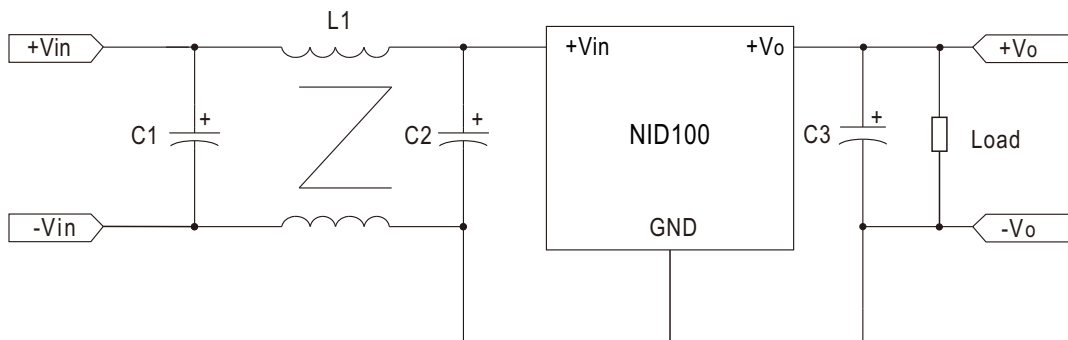 L1
+Vin
+Vin
+Vo
+Vo
C1
+
C2
+
NID100
C3
+
Load
-Vin
GND
-Vo